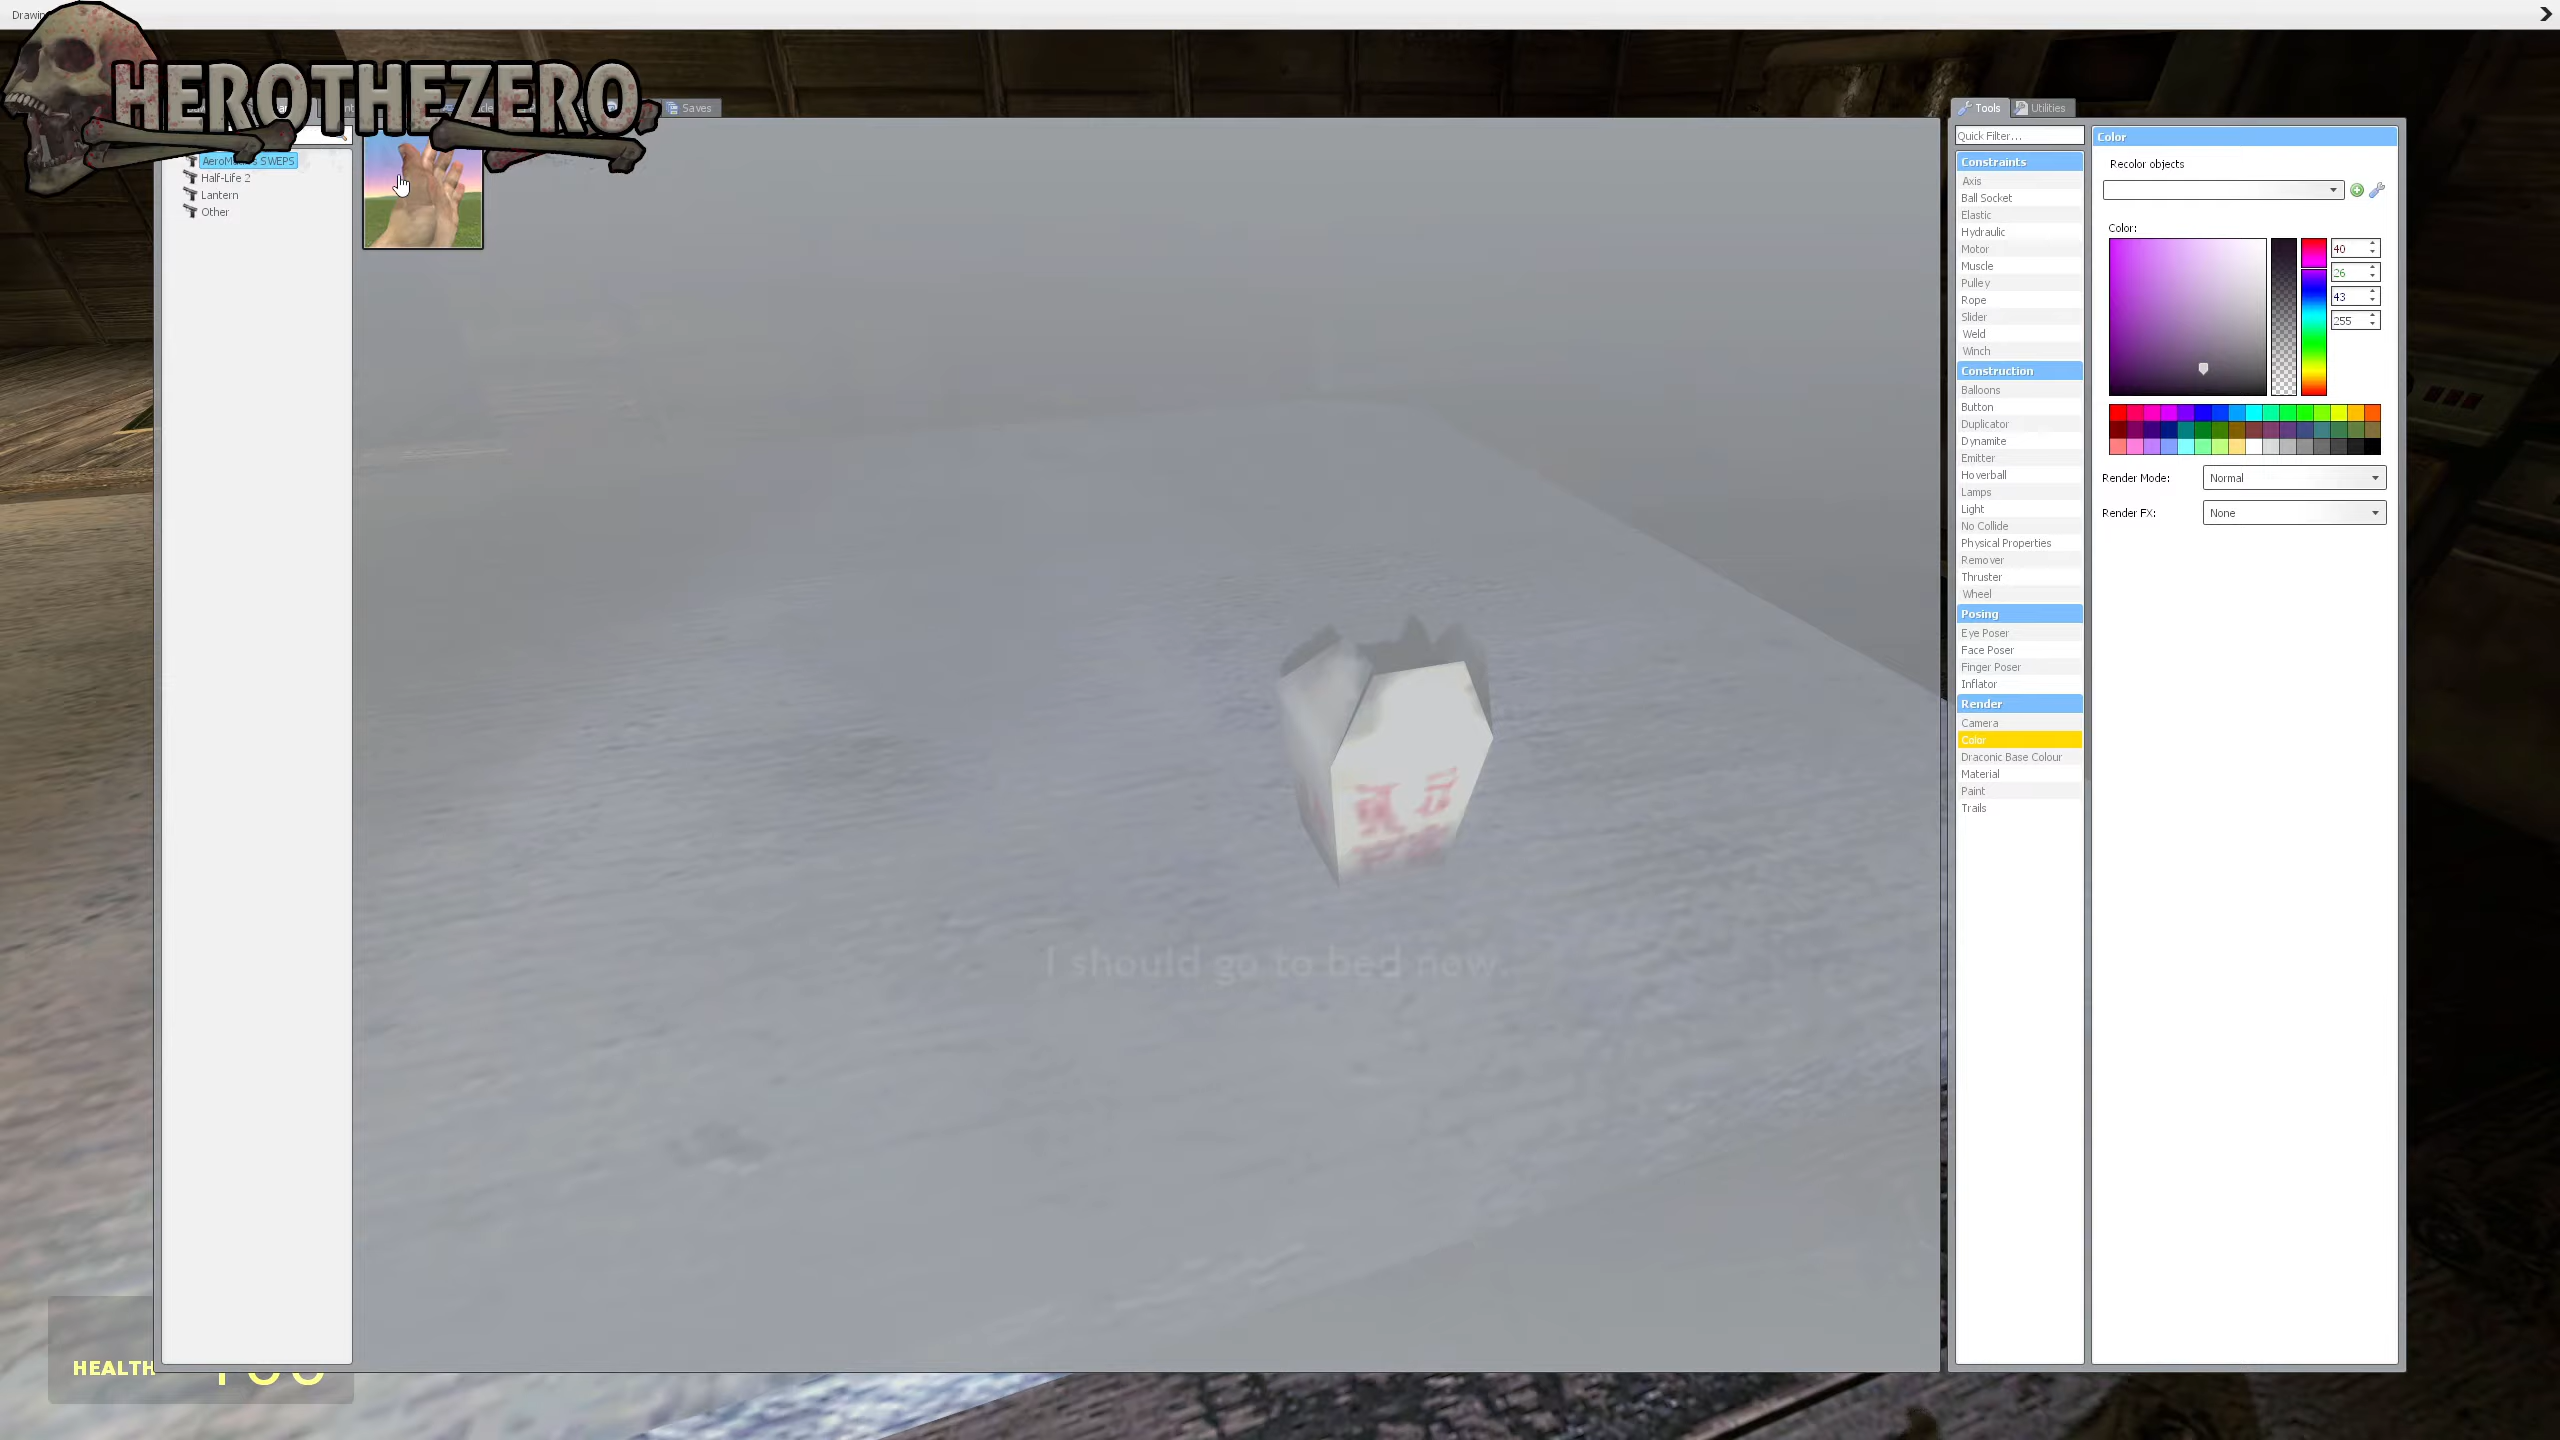 HEROTHEZERO
Saves
Half-Life 2
Lantern
Other
I should go to bed now.
HEALTH
100
Tools
Utilities
Quick Filter...
Constraints
Axis
Ball Socket
Elastic
Hydraulic
Motor
Muscle
Pulley
Rope
Slider
Weld
Winch
Construction
Balloons
Button
Duplicator
Dynamite
Emitter
Hoverball
Lamps
Light
No Collide
Physical Properties
Remover
Thruster
Wheel
Posing
Eye Poser
Face Poser
Finger Poser
Inflator
Render
Camera
Color
Draconic Base Colour
Material
Paint
Trails
Color
Recolor objects
Color:
40
26
43
255
Render Mode:
Normal
Render FX:
None